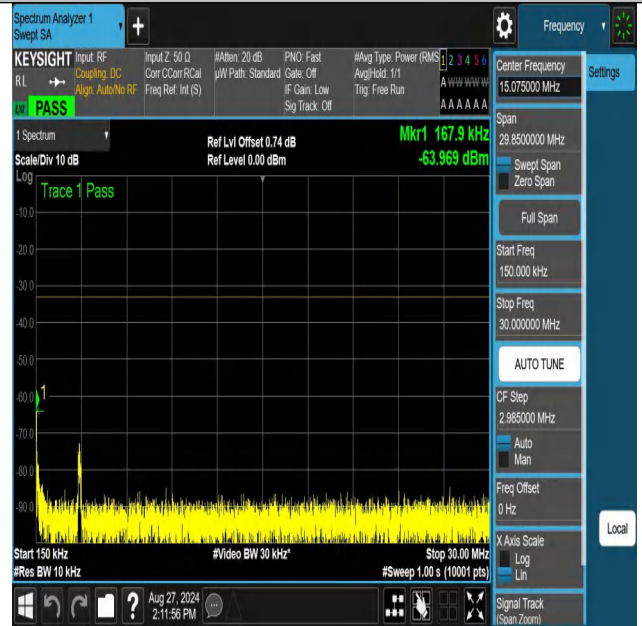 Spectrum Analyzer 1
Swept SA
Frequency
KEYSIGHT
RL
PASS
Input: RF
Coupling: DC
Align: Auto/No RF
Input Z: 50 Ω
Corr CCorr RCal
Freq Ref: Int (S)
#Atten: 20 dB
µW Path: Standard
PNO: Fast
Gate: Off
IF Gain: Low
Sig Track: Off
#Avg Type: Power (RMS
Avg|Hold: 1/1
Trig: Free Run
1 2 3 4 5 6
A W W W W W
A A A A A A
1 Spectrum
Scale/Div 10 dB
Ref Lvl Offset 0.74 dB
Ref Level 0.00 dBm
Mkr1 167.9 kHz
-63.969 dBm
Log
Trace 1 Pass
-10.0
-20.0
-30.0
-40.0
-50.0
-60.0
-70.0
-80.0
-90.0
1
Start 150 kHz
#Res BW 10 kHz
#Video BW 30 kHz*
Stop 30.00 MHz
#Sweep 1.00 s (10001 pts)
Aug 27, 2024
2:11:56 PM
Center Frequency
15.075000 MHz
Span
29.8500000 MHz
Swept Span
Zero Span
Full Span
Start Freq
150.000 kHz
Stop Freq
30.000000 MHz
AUTO TUNE
CF Step
2.985000 MHz
Auto
Man
Freq Offset
0 Hz
X Axis Scale
Log
Lin
Signal Track
(Span Zoom)
Settings
Local